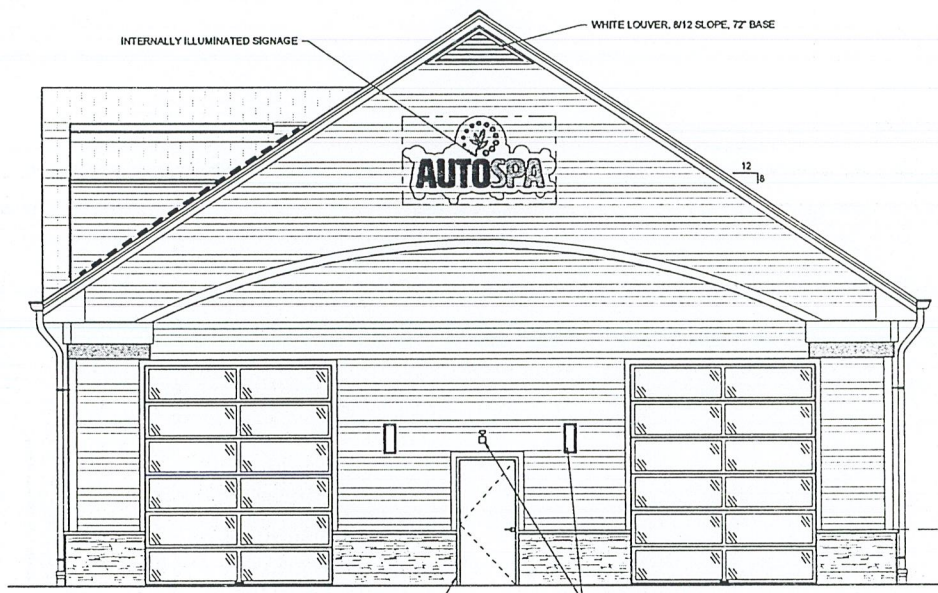 WHITE LOUVER, 8/12 SLOPE, 72" BASE
INTERNALLY ILLUMINATED SIGNAGE
AUTOSPA
12
8